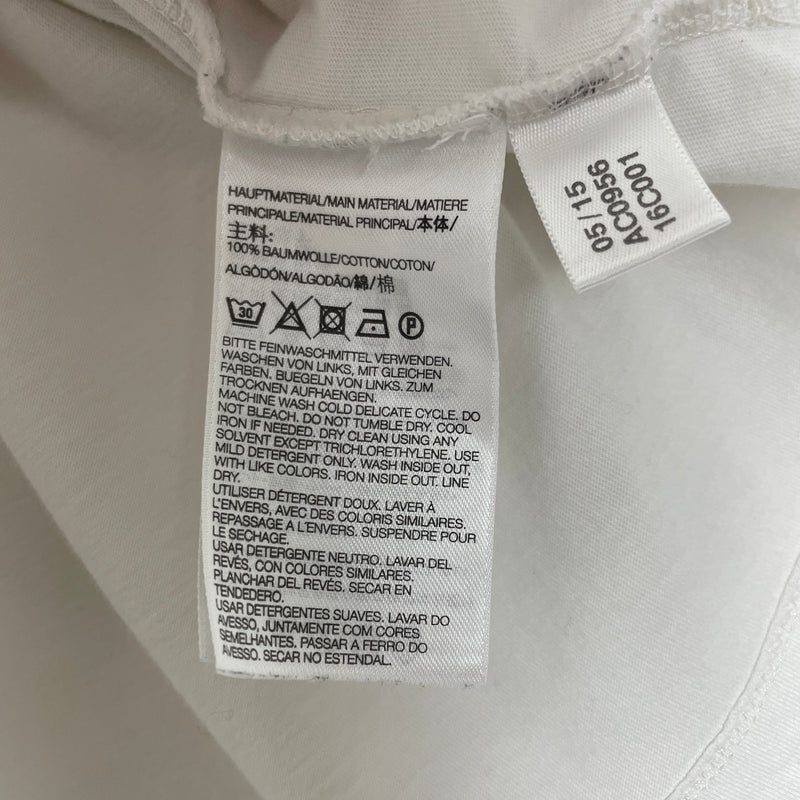 HAUPTMATERIAL/MAIN MATERIAL/MATIERE
PRINCIPALE/MATERIAL PRINCIPAL/本体/
主料:
100% BAUMWOLLE/COTTON/COTON/
ALGODÓN/ALGODÃO/綿/棉
30 P
BITTE FEINWASCHMITTEL VERWENDEN.
WASCHEN VON LINKS, MIT GLEICHEN
FARBEN. BUEGELN VON LINKS. ZUM
TROCKNEN AUFHAENGEN.
MACHINE WASH COLD DELICATE CYCLE. DO
NOT BLEACH. DO NOT TUMBLE DRY. COOL
IRON IF NEEDED. DRY CLEAN USING ANY
SOLVENT EXCEPT TRICHLORETHYLENE. USE
MILD DETERGENT ONLY. WASH INSIDE OUT,
WITH LIKE COLORS. IRON INSIDE OUT. LINE
DRY.
UTILISER DÉTERGENT DOUX. LAVER À
L'ENVERS, AVEC DES COLORIS SIMILAIRES.
REPASSAGE A L'ENVERS. SUSPENDRE POUR
LE SECHAGE.
USAR DETERGENTE NEUTRO. LAVAR DEL
REVÉS, CON COLORES SIMILARES.
PLANCHAR DEL REVÉS. SECAR EN
TENDEDERO.
USAR DETERGENTES SUAVES. LAVAR DO
AVESSO, JUNTAMENTE COM CORES
SEMELHANTES. PASSAR A FERRO DO
AVESSO. SECAR NO ESTENDAL.
05/15
AC0956
16C001